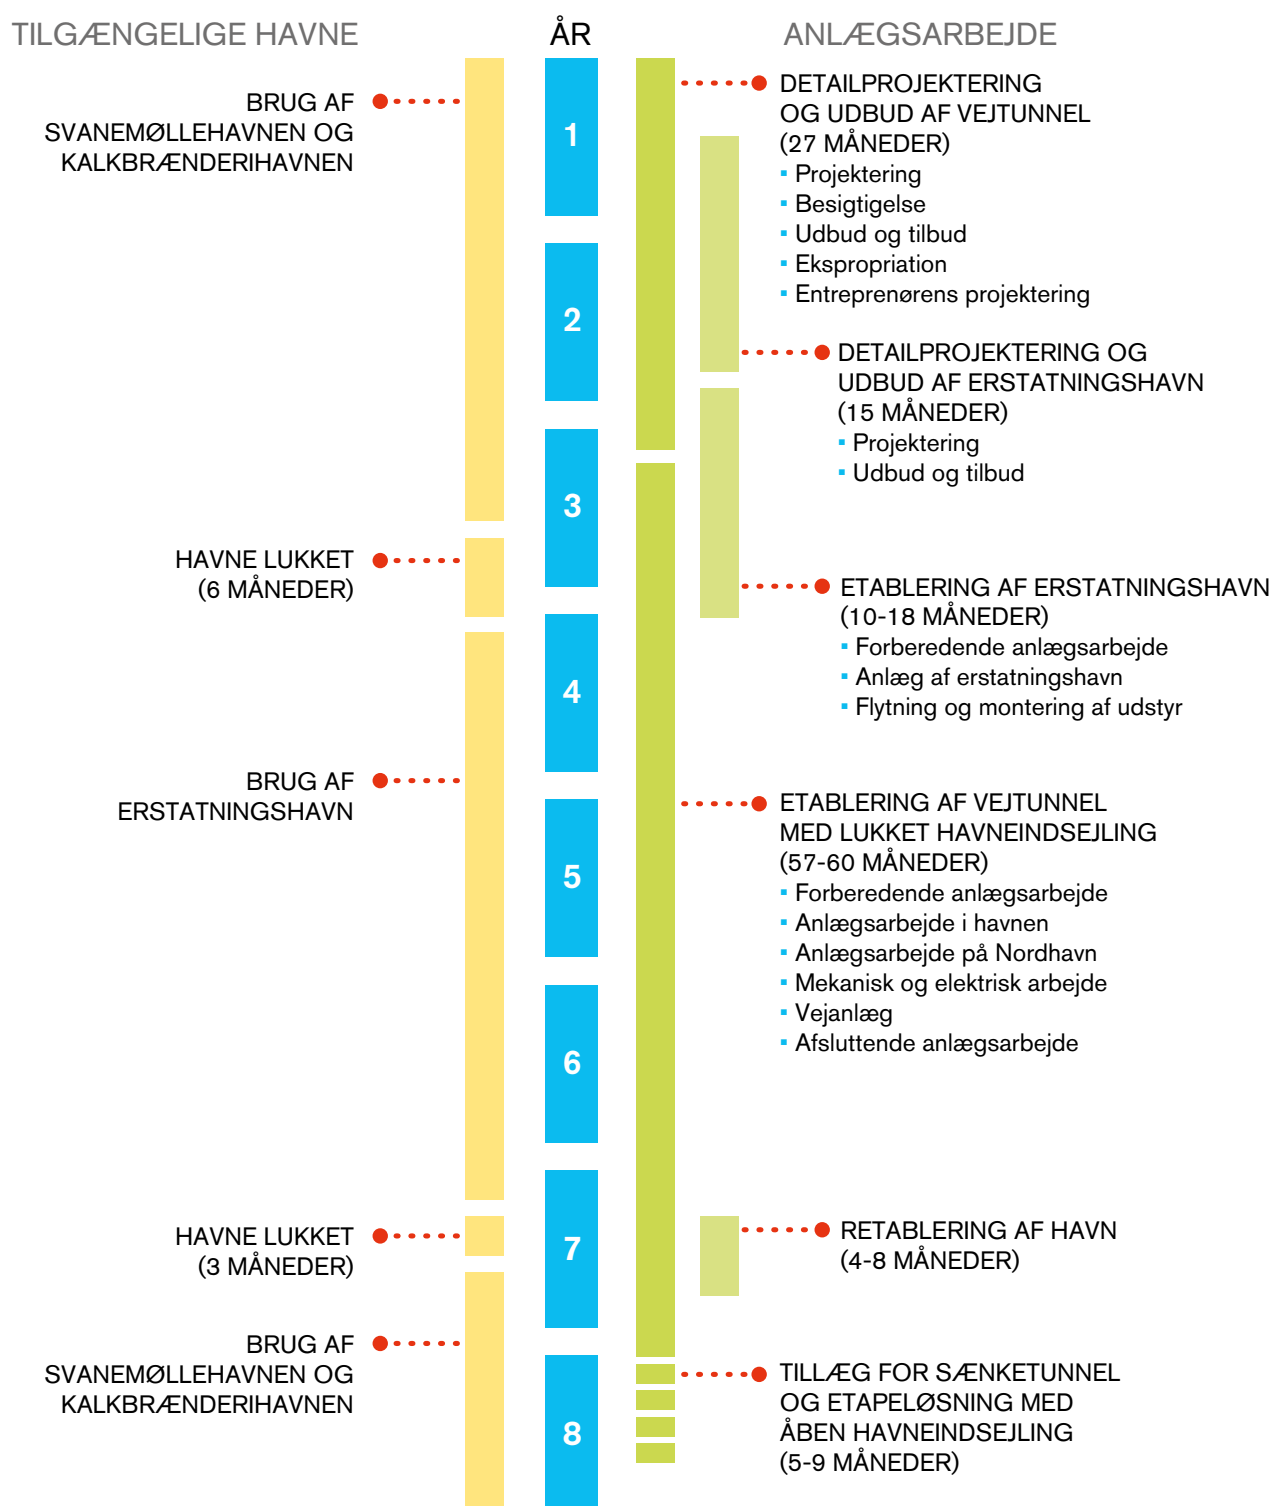 TILGÆNGELIGE HAVNE
ÅR
ANLÆGSARBEJDE
BRUG AF
SVANEMØLLEHAVNEN OG
KALKBRÆNDERIHAVNEN
HAVNE LUKKET
(6 MÅNEDER)
BRUG AF
ERSTATNINGSHAVN
HAVNE LUKKET
(3 MÅNEDER)
BRUG AF
SVANEMØLLEHAVNEN OG
KALKBRÆNDERIHAVNEN
1
2
3
4
5
6
7
8
DETAILPROJEKTERING
OG UDBUD AF VEJTUNNEL
(27 MÅNEDER)
▪ Projektering
▪ Besigtigelse
▪ Udbud og tilbud
▪ Ekspropriation
▪ Entreprenørens projektering
DETAILPROJEKTERING OG
UDBUD AF ERSTATNINGSHAVN
(15 MÅNEDER)
▪ Projektering
▪ Udbud og tilbud
ETABLERING AF ERSTATNINGSHAVN
(10-18 MÅNEDER)
▪ Forberedende anlægsarbejde
▪ Anlæg af erstatningshavn
▪ Flytning og montering af udstyr
ETABLERING AF VEJTUNNEL
MED LUKKET HAVNEINDSEJLING
(57-60 MÅNEDER)
▪ Forberedende anlægsarbejde
▪ Anlægsarbejde i havnen
▪ Anlægsarbejde på Nordhavn
▪ Mekanisk og elektrisk arbejde
▪ Vejanlæg
▪ Afsluttende anlægsarbejde
RETABLERING AF HAVN
(4-8 MÅNEDER)
TILLÆG FOR SÆNKETUNNEL
OG ETAPELØSNING MED
ÅBEN HAVNEINDSEJLING
(5-9 MÅNEDER)